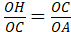 OH/OC = OC/OA